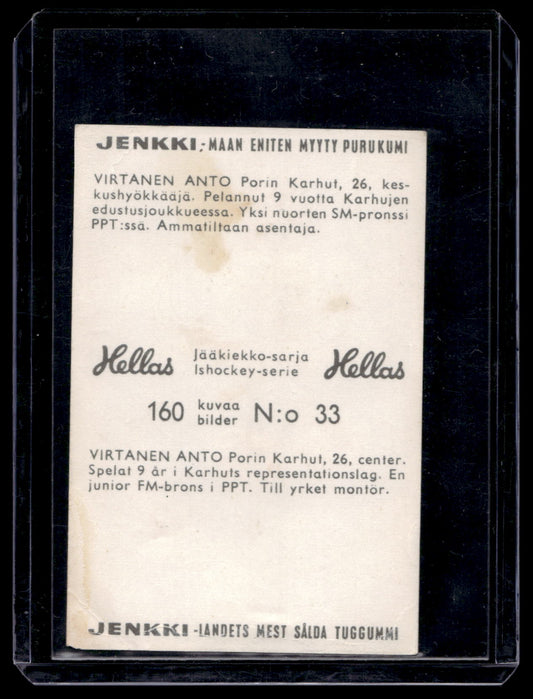 JENKKI,-MAAN ENITEN MYYTY PURUKUMI
VIRTANEN ANTO Porin Karhut, 26, kes-
kushyökkääjä. Pelannut 9 vuotta Karhujen
edustusjoukkueessa. Yksi nuorten SM-pronssi
PPT:ssä. Ammatiltaan asentaja.
Hellas Jääkiekko-sarja Hellas
Ishockey-serie
160 kuvaa N:o 33
bilder
VIRTANEN ANTO Porin Karhut, 26, center.
Spelat 9 år i Karhuts representationslag. En
junior FM-brons i PPT. Till yrket montör.
JENKKI -LANDETS MEST SÅLDA TUGGUMMI